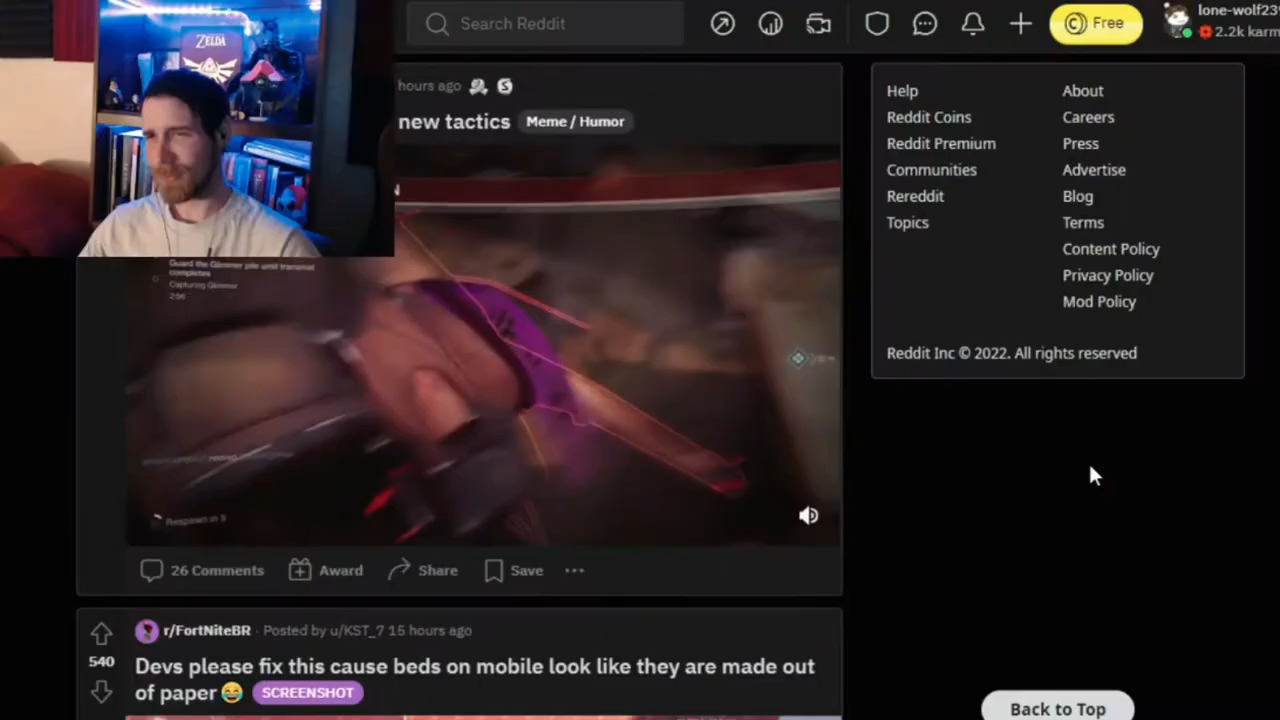 ZELDA
Search Reddit
Free
lone-wolf239
2.2k karm
hours ago
new tactics Meme / Humor
Guard the Glimmer pile until transmat
completes
Capturing Glimmer
2:56
Respawn in 5
26 Comments Award Share Save
r/FortNiteBR · Posted by u/KST_7 15 hours ago
540
Devs please fix this cause beds on mobile look like they are made out
of paper😂 SCREENSHOT
Help
Reddit Coins
Reddit Premium
Communities
Rereddit
Topics
About
Careers
Press
Advertise
Blog
Terms
Content Policy
Privacy Policy
Mod Policy
Reddit Inc © 2022. All rights reserved
Back to Top